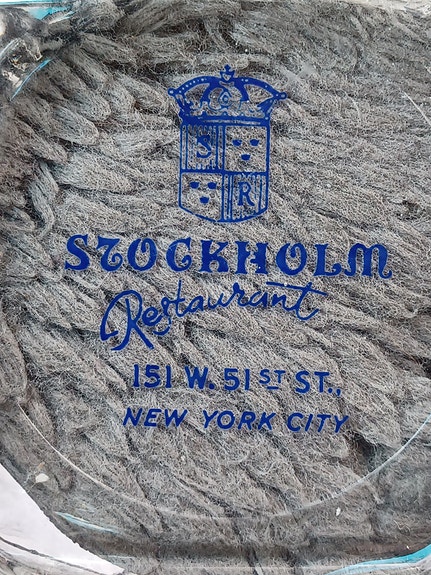 S
R
STOCKHOLM
Restaurant
151 W. 51ST ST.,
NEW YORK CITY